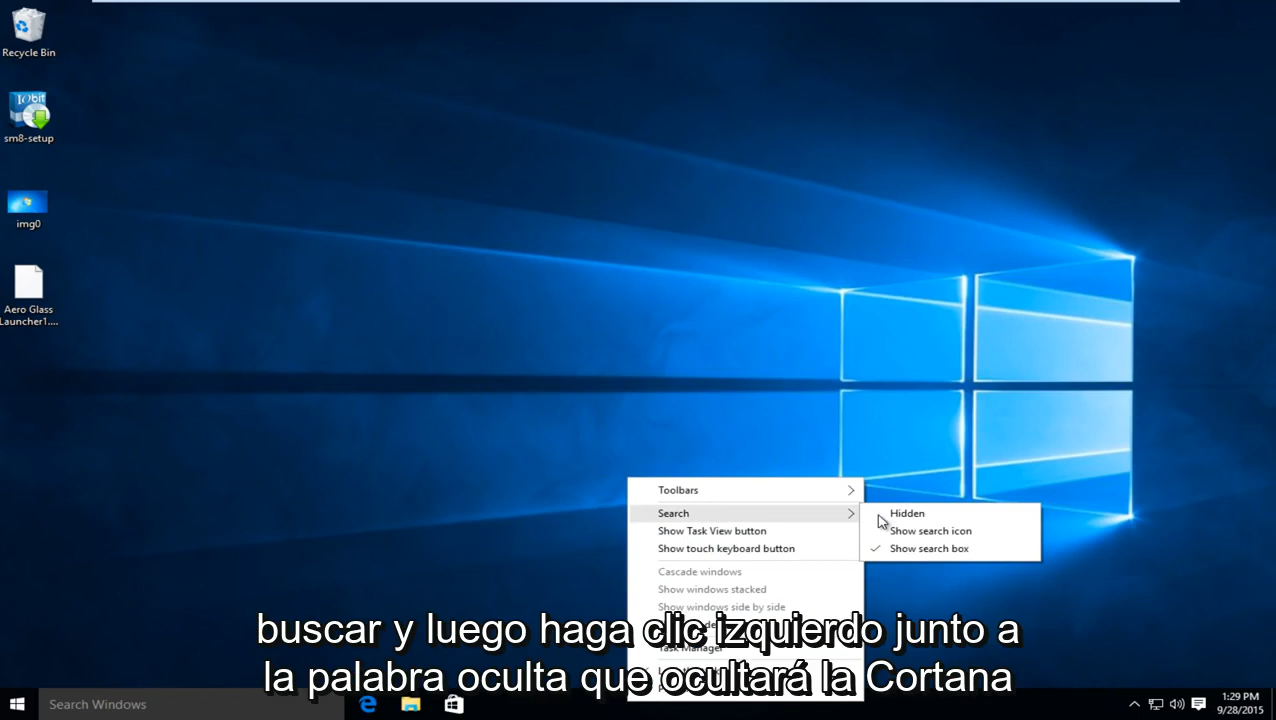 Recycle Bin
IObit
sm8-setup
img0
Aero Glass
Launcher1....
Toolbars
Search
Show Task View button
Show touch keyboard button
Cascade windows
Show windows stacked
Show windows side by side
Task Manager
Hidden
Show search icon
Show search box
buscar y luego haga clic izquierdo junto a
la palabra oculta que ocultará la Cortana
Search Windows
1:29 PM
9/28/2015